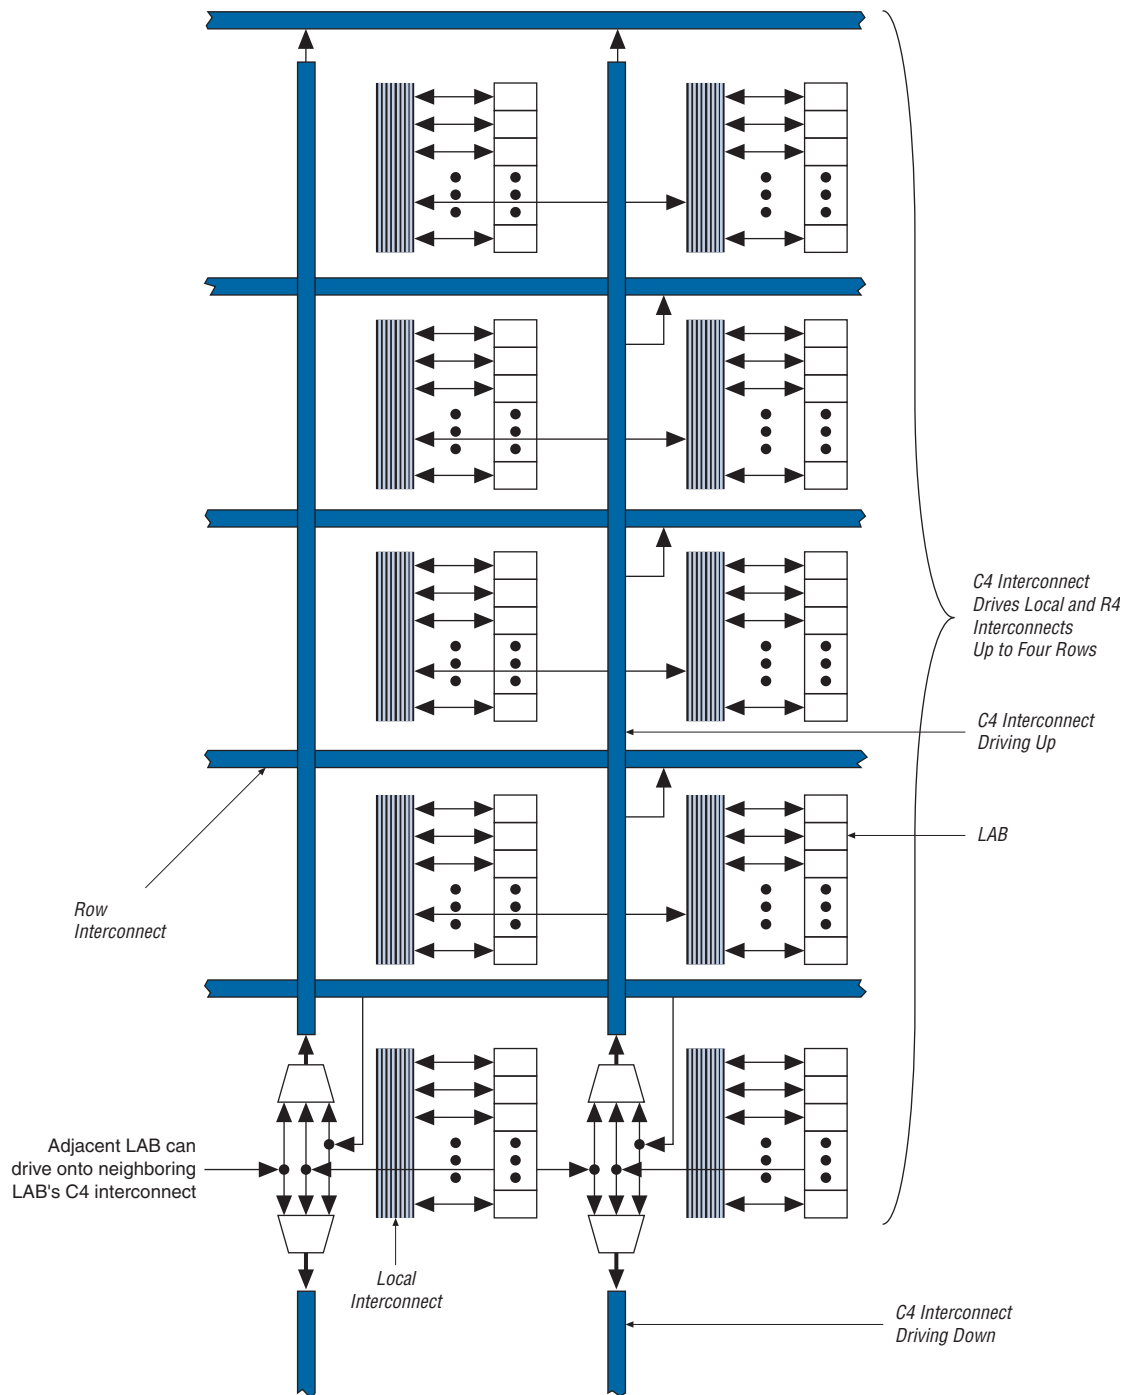 C4 Interconnect
Drives Local and R4
Interconnects
Up to Four Rows
C4 Interconnect
Driving Up
LAB
Row
Interconnect
Adjacent LAB can
drive onto neighboring
LAB's C4 interconnect
Local
Interconnect
C4 Interconnect
Driving Down